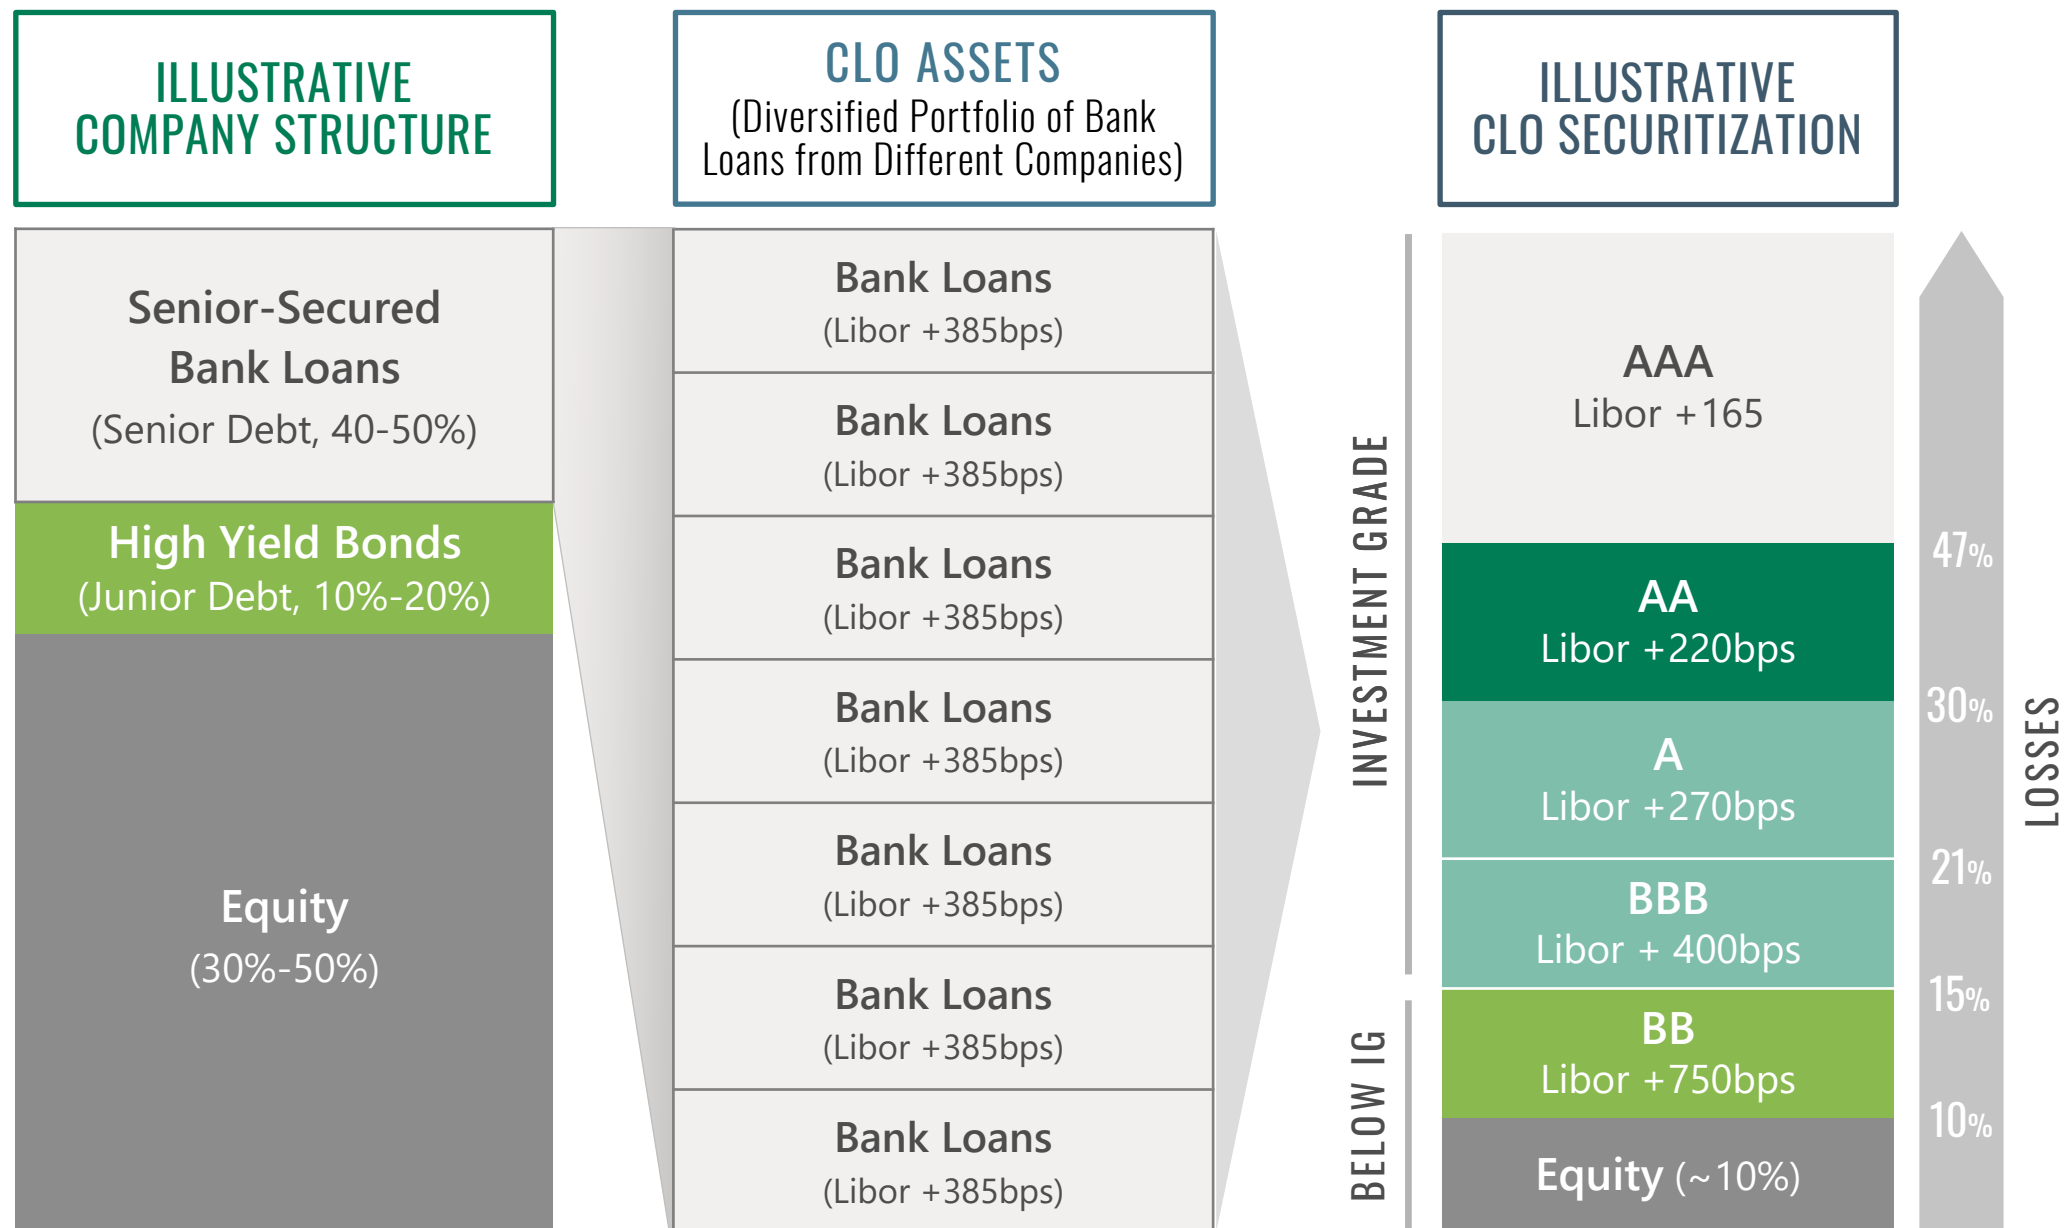 ILLUSTRATIVE
COMPANY STRUCTURE
Senior-Secured
Bank Loans
(Senior Debt, 40-50%)
High Yield Bonds
(Junior Debt, 10%-20%)
Equity
(30%-50%)
CLO ASSETS
(Diversified Portfolio of Bank
Loans from Different Companies)
Bank Loans
(Libor +385bps)
Bank Loans
(Libor +385bps)
Bank Loans
(Libor +385bps)
Bank Loans
(Libor +385bps)
Bank Loans
(Libor +385bps)
Bank Loans
(Libor +385bps)
Bank Loans
(Libor +385bps)
ILLUSTRATIVE
CLO SECURITIZATION
INVESTMENT GRADE
BELOW IG
AAA
Libor +165
AA
Libor +220bps
A
Libor +270bps
BBB
Libor + 400bps
BB
Libor +750bps
Equity (~10%)
47%
30%
21%
15%
10%
LOSSES